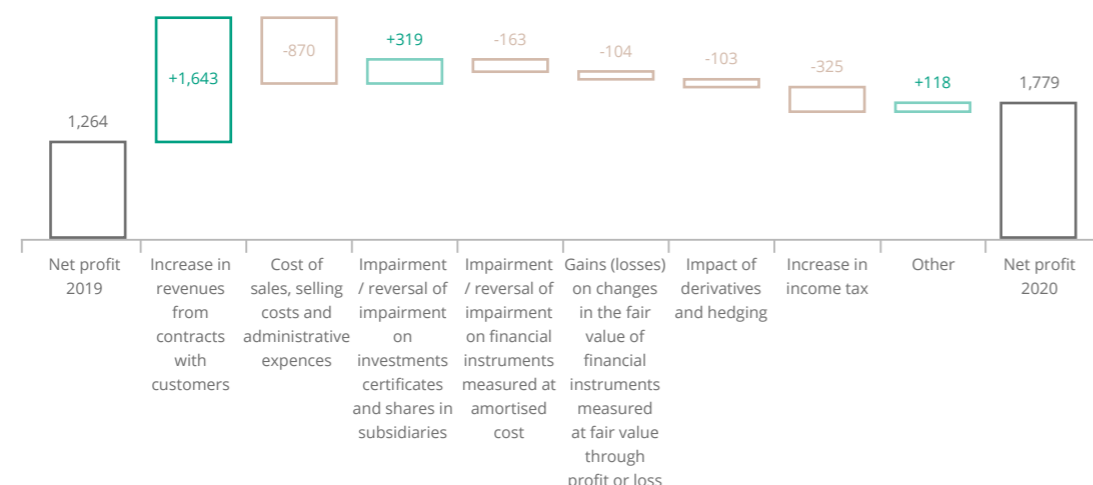 1,264
+1,643
-870
+319
-163
-104
-103
-325
+118
1,779
Net profit
2019
Increase in
revenues
from
contracts
with
customers
Cost of
sales, selling
costs and
administrative
expences
Impairment
/ reversal of
impairment
on
investments
certificates
and shares in
subsidiaries
Impairment
/ reversal of
impairment
on financial
instruments
measured at
amortised
cost
Gains (losses)
on changes
in the fair
value of
financial
instruments
measured
at fair value
through
profit or loss
Impact of
derivatives
and hedging
Increase in
income tax
Other
Net profit
2020